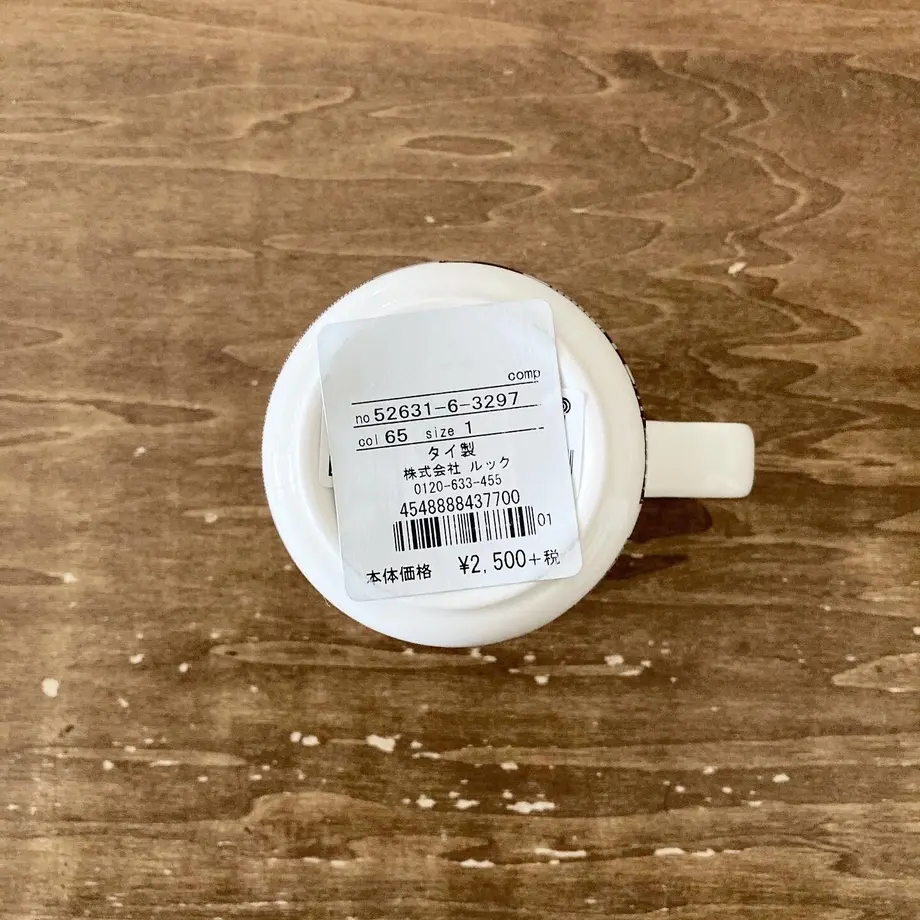 comp
no 52631-6-3297
col 65 size 1 -
タイ製
株式会社 ルック
0120-633-455
4548888437700
01
本体価格 ¥2,500+税